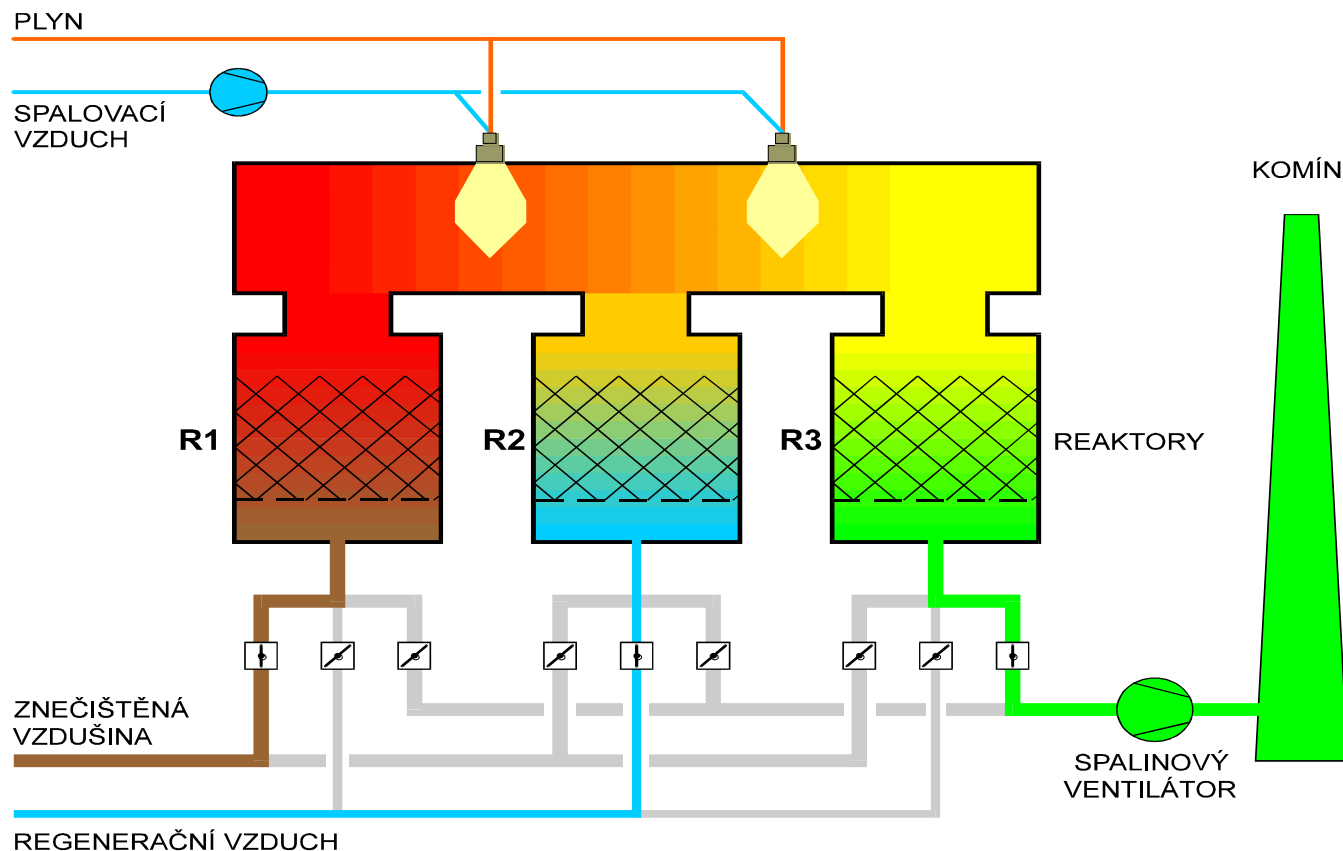 PLYN
SPALOVACÍ
VZDUCH
KOMÍN
R1
R2
R3
REAKTORY
ZNEČIŠTĚNÁ
VZDUŠINA
SPALINOVÝ
VENTILÁTOR
REGENERAČNÍ VZDUCH